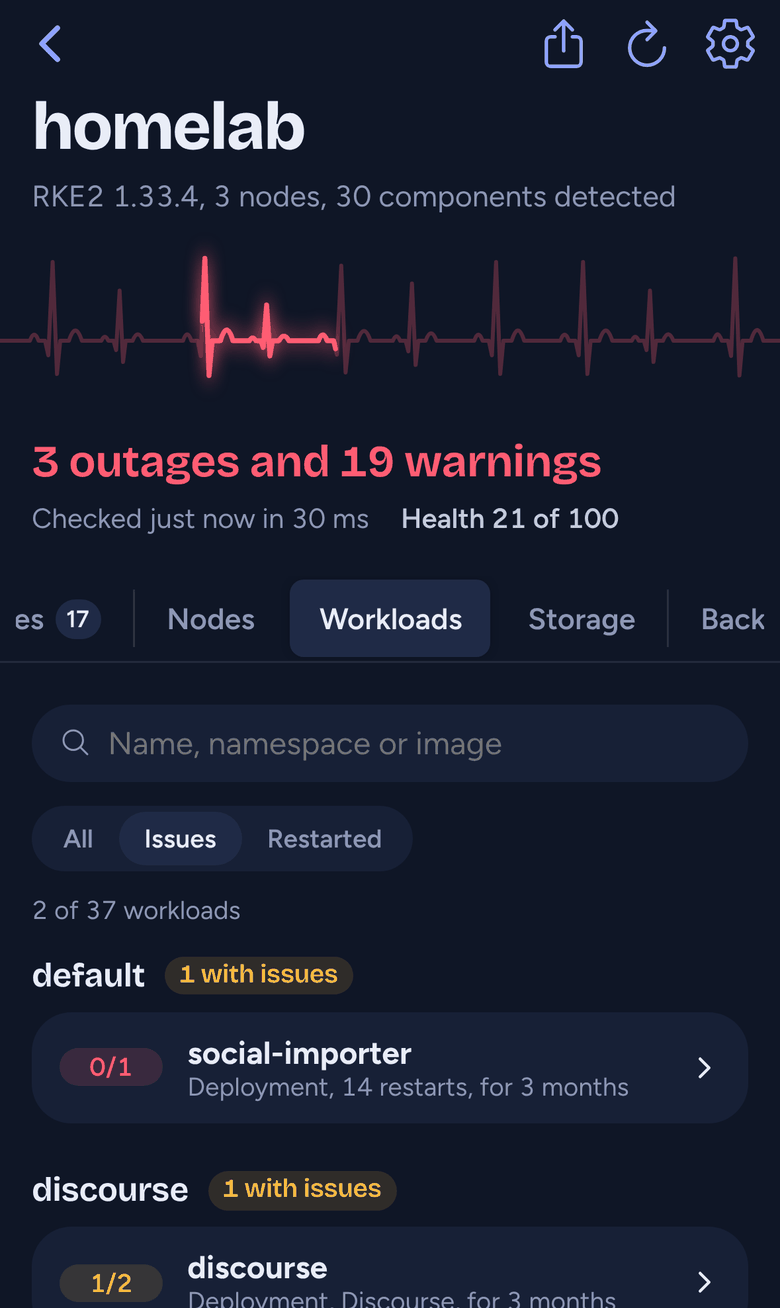 homelab
RKE2 1.33.4, 3 nodes, 30 components detected
3 outages and 19 warnings
Checked just now in 30 ms Health 21 of 100
es 17 Nodes Workloads Storage Back
Name, namespace or image
All Issues Restarted
2 of 37 workloads
default 1 with issues
0/1 social-importer
Deployment, 14 restarts, for 3 months
discourse 1 with issues
1/2 discourse
Deployment, Discourse, for 3 months